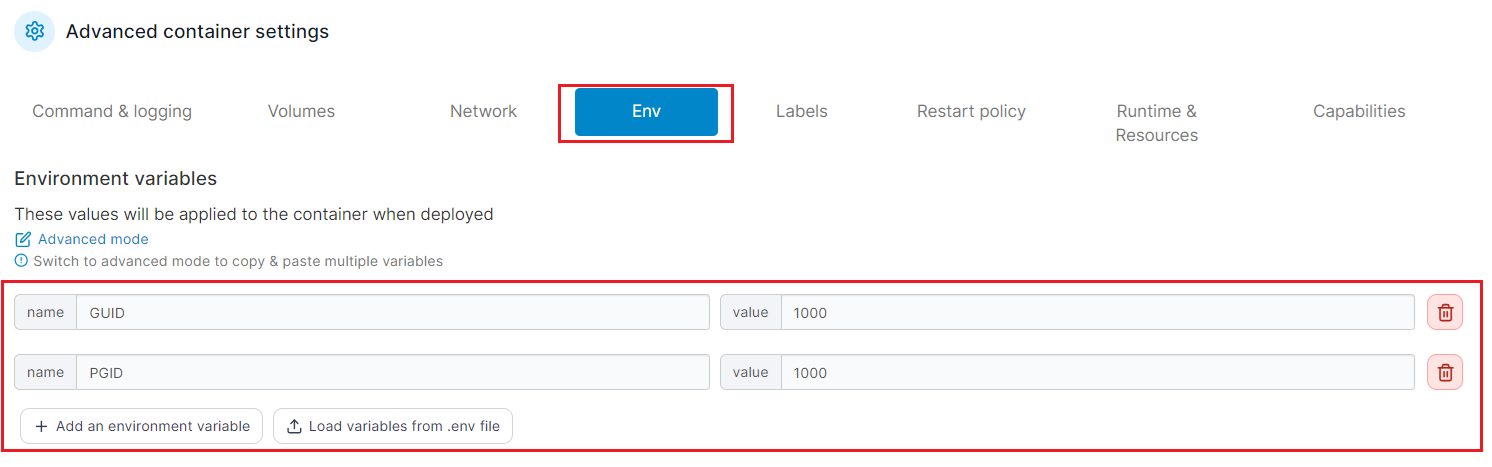 Advanced container settings
Command & logging Volumes Network Env Labels Restart policy Runtime & Capabilities
Resources
Environment variables
These values will be applied to the container when deployed
Advanced mode
Switch to advanced mode to copy & paste multiple variables
name GUID value 1000
name PGID value 1000
+ Add an environment variable Load variables from .env file